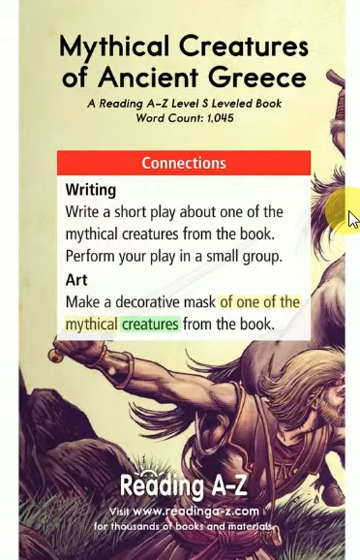 Mythical Creatures
of Ancient Greece
A Reading A–Z Level S Leveled Book
Word Count: 1,045
Connections
Writing
Write a short play about one of the
mythical creatures from the book.
Perform your play in a small group.
Art
Make a decorative mask of one of the
mythical creatures from the book.
Reading A–Z
Visit www.readinga-z.com
for thousands of books and materials.